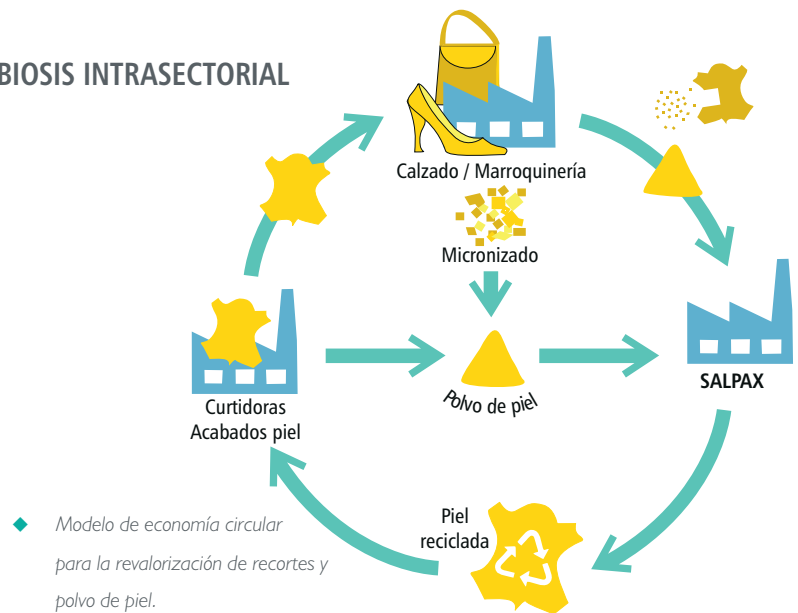 BIOSIS INTRASECTORIAL
Calzado / Marroquinería
Micronizado
SALPAX
Polvo de piel
Curtidoras
Acabados piel
Piel
reciclada
◆ Modelo de economía circular
para la revalorización de recortes y
polvo de piel.